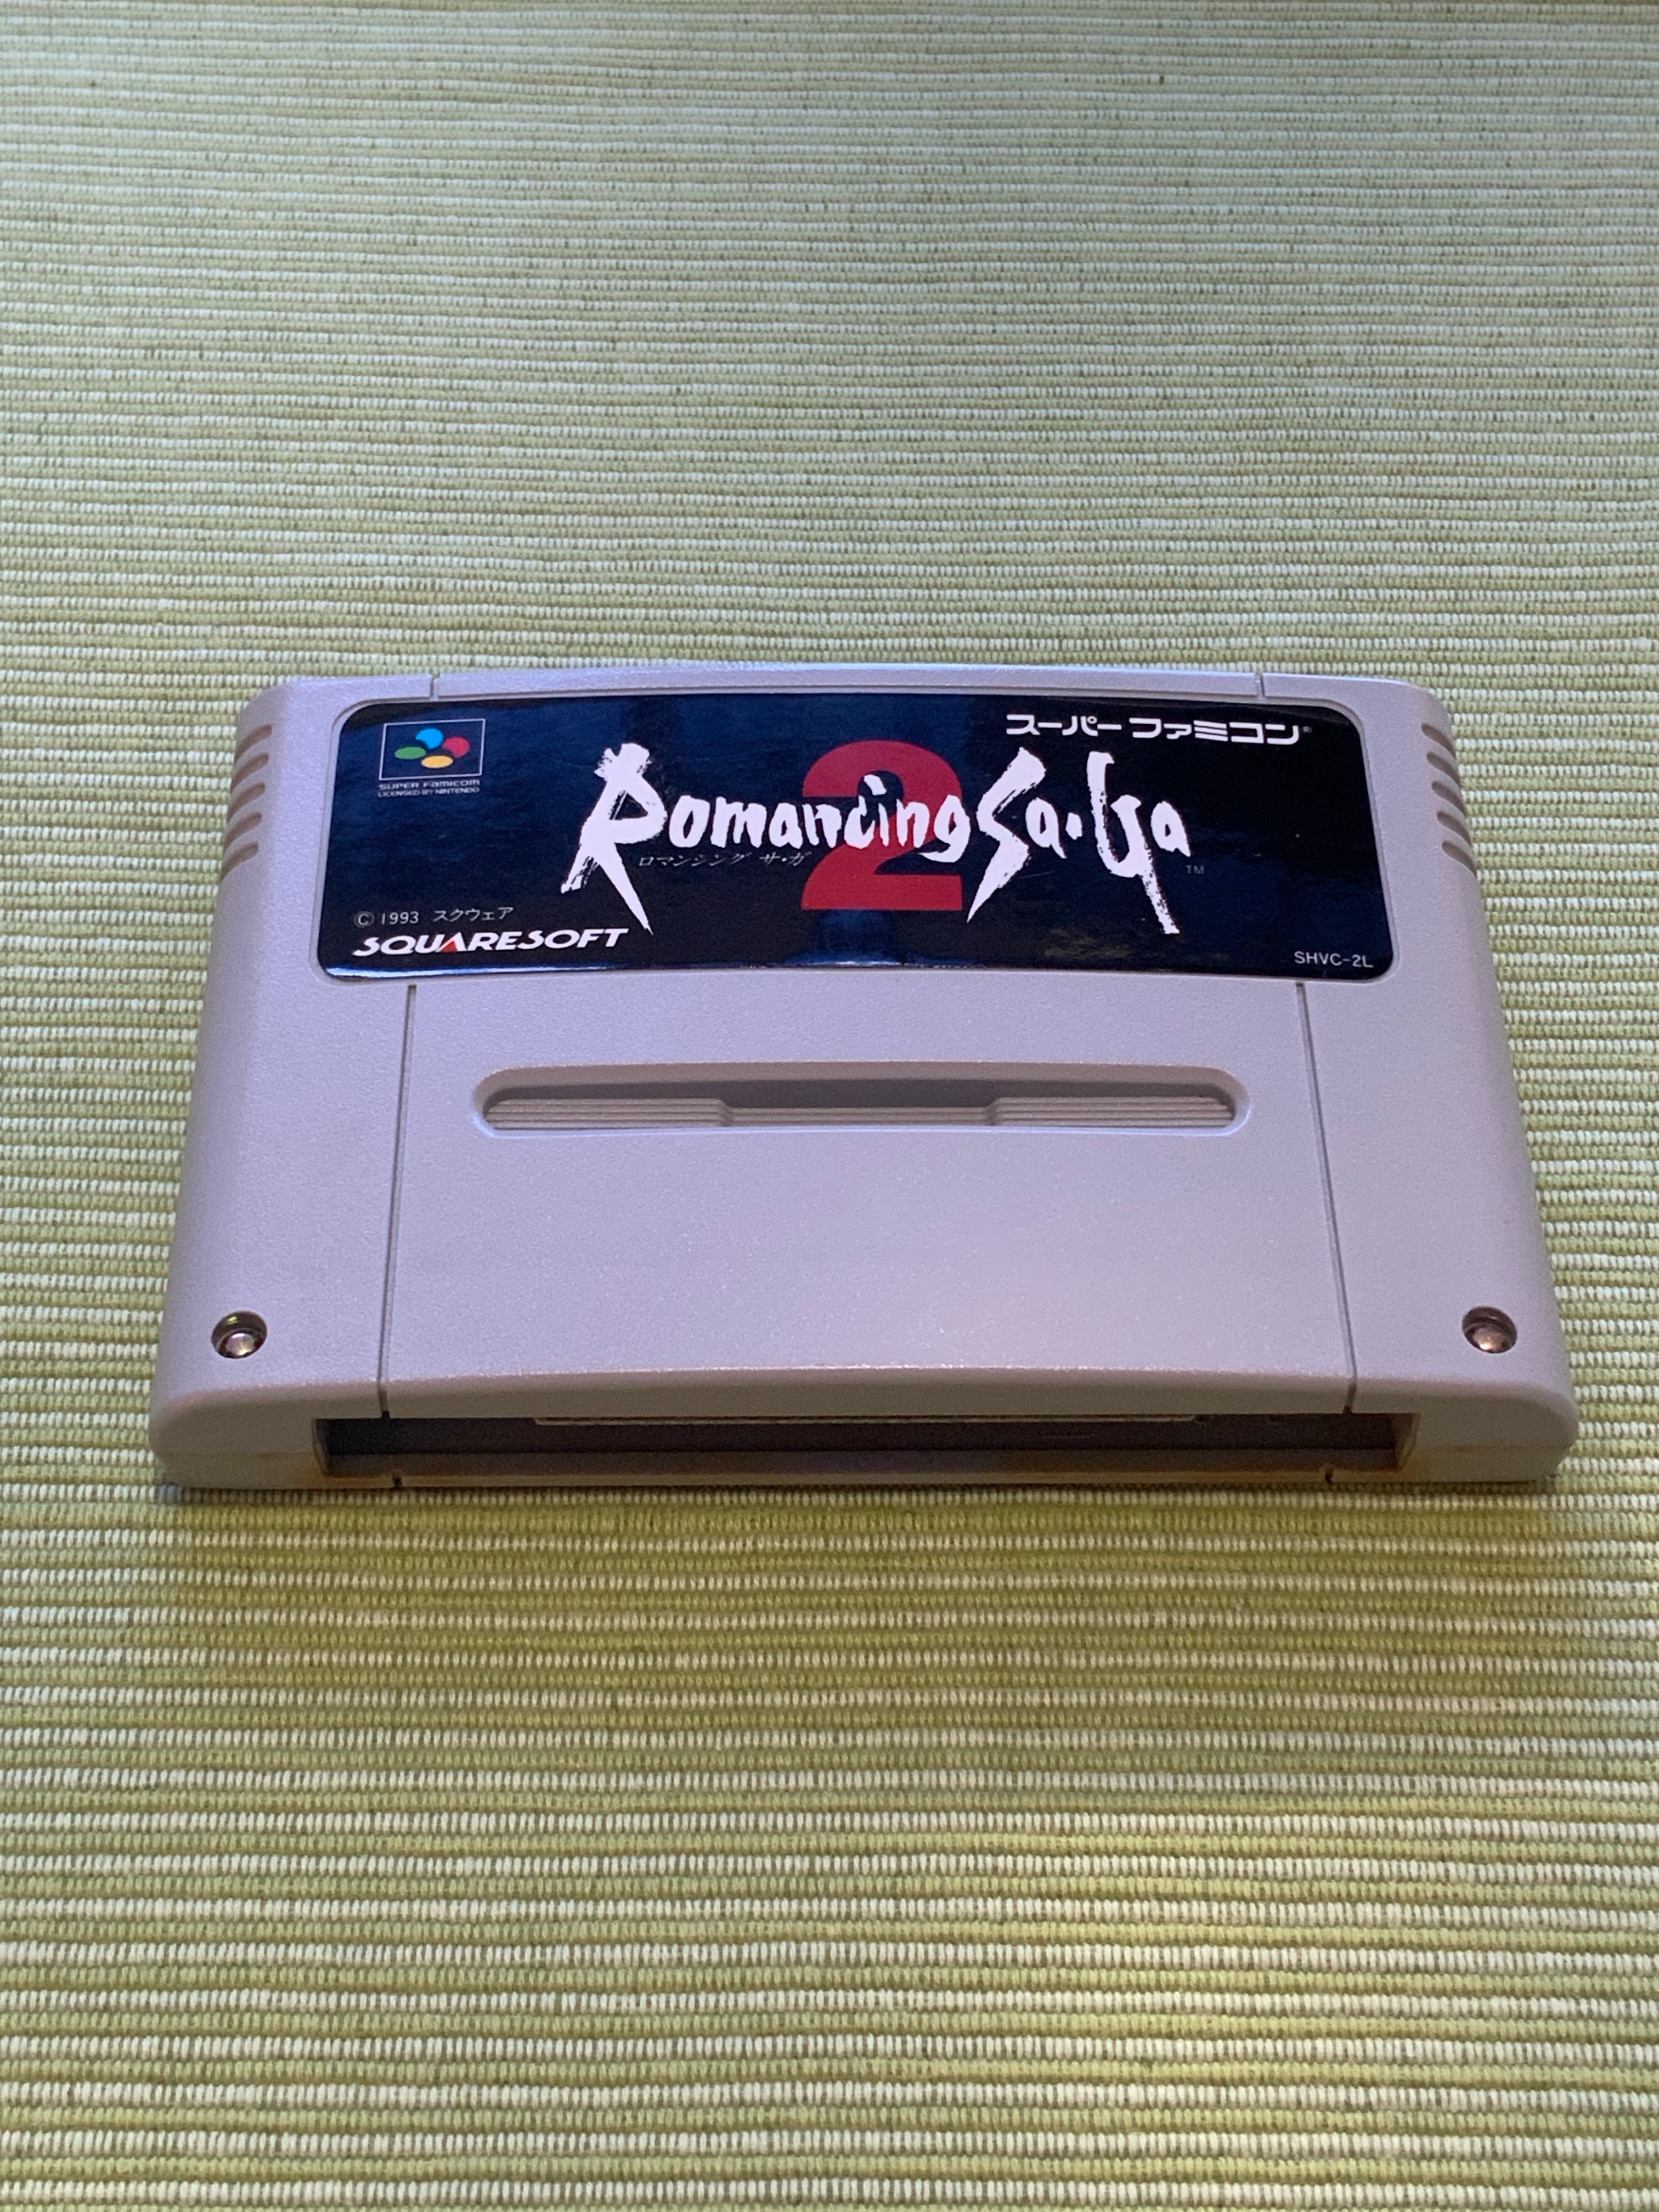 スーパーファミコン®
SUPER FAMICOM
LICENSED BY NINTENDO
Romancing Sa・Ga
2
ロマンシング サ・ガ
TM
© 1993 スクウェア
SQUARESOFT
SHVC-2L